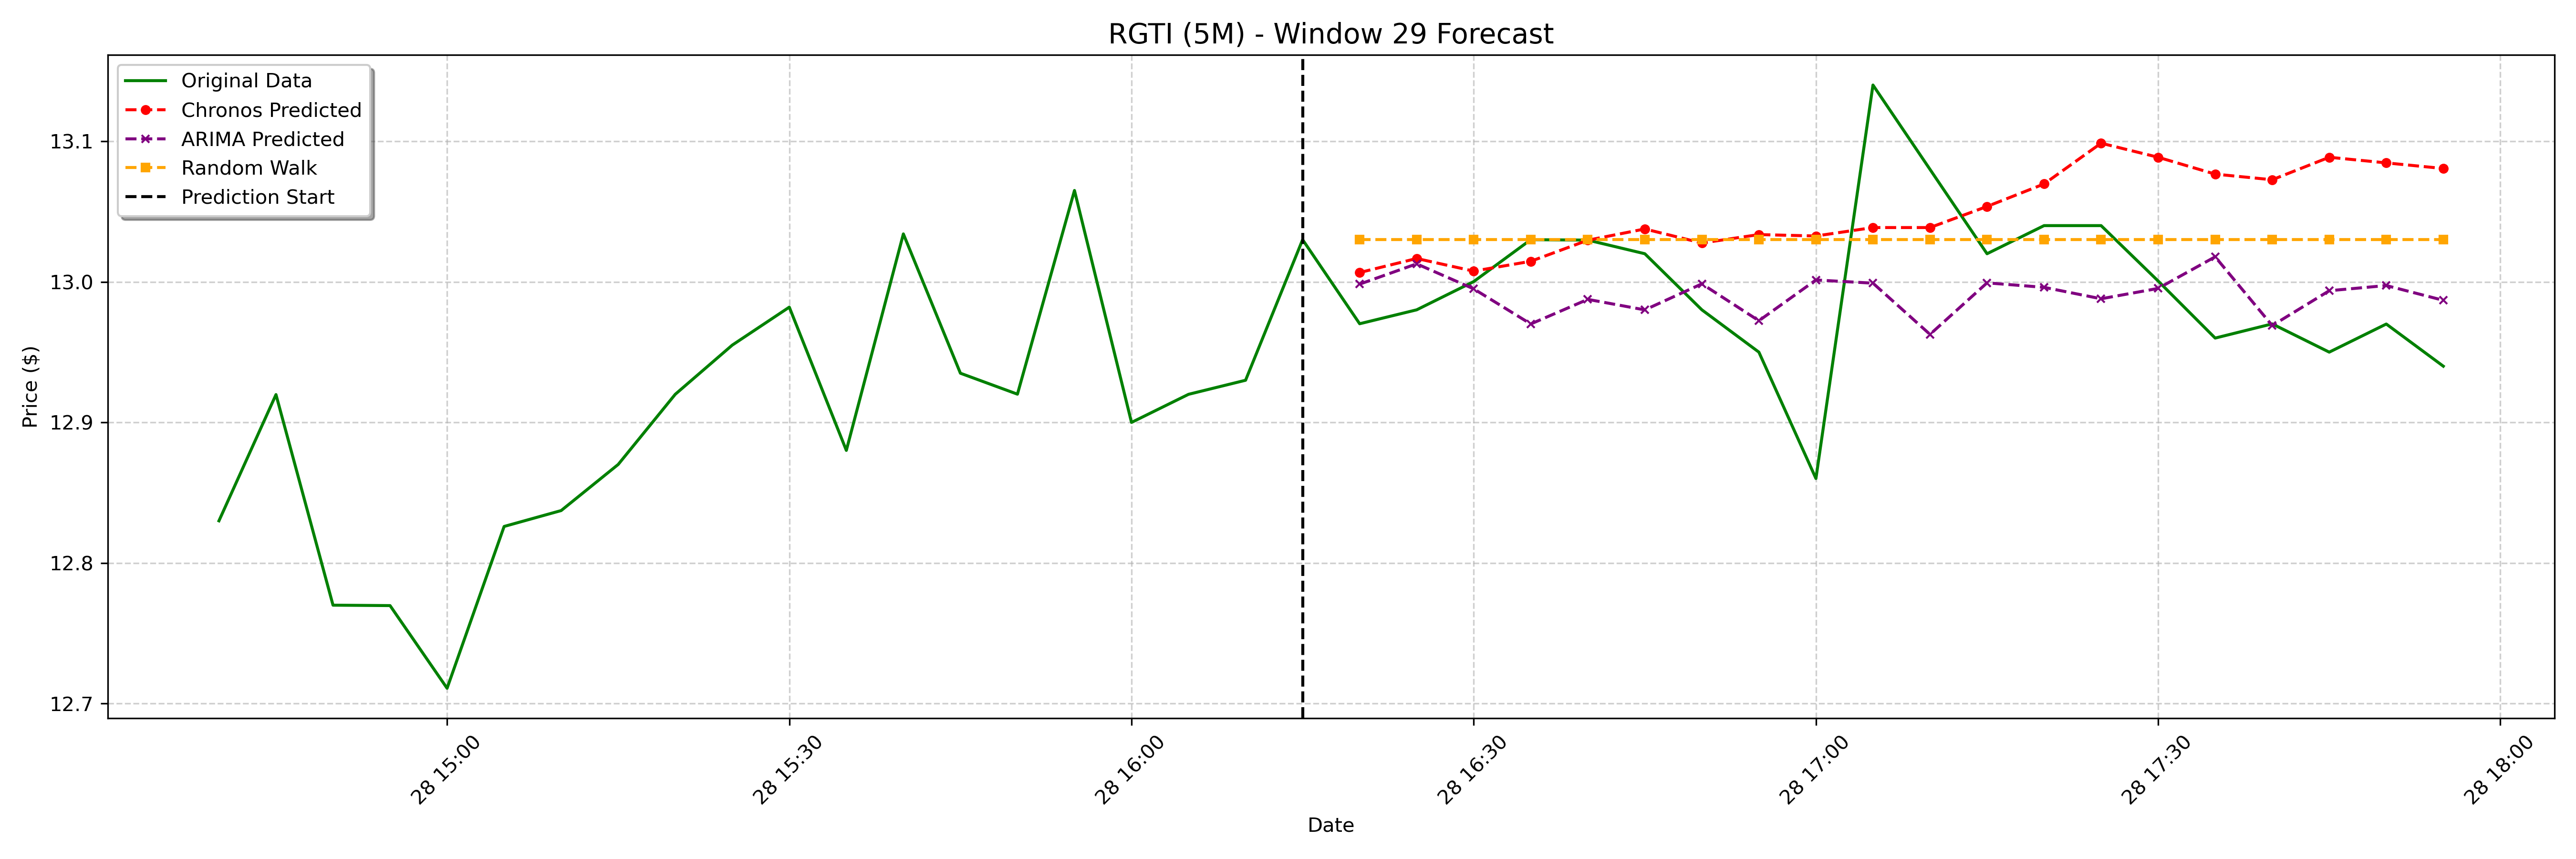 RGTI (5M) - Window 29 Forecast
Original Data
Chronos Predicted
ARIMA Predicted
Random Walk
Prediction Start
Price ($)
13.1
13.0
12.9
12.8
12.7
28 15:00
28 15:30
28 16:00
28 16:30
28 17:00
28 17:30
28 18:00
Date